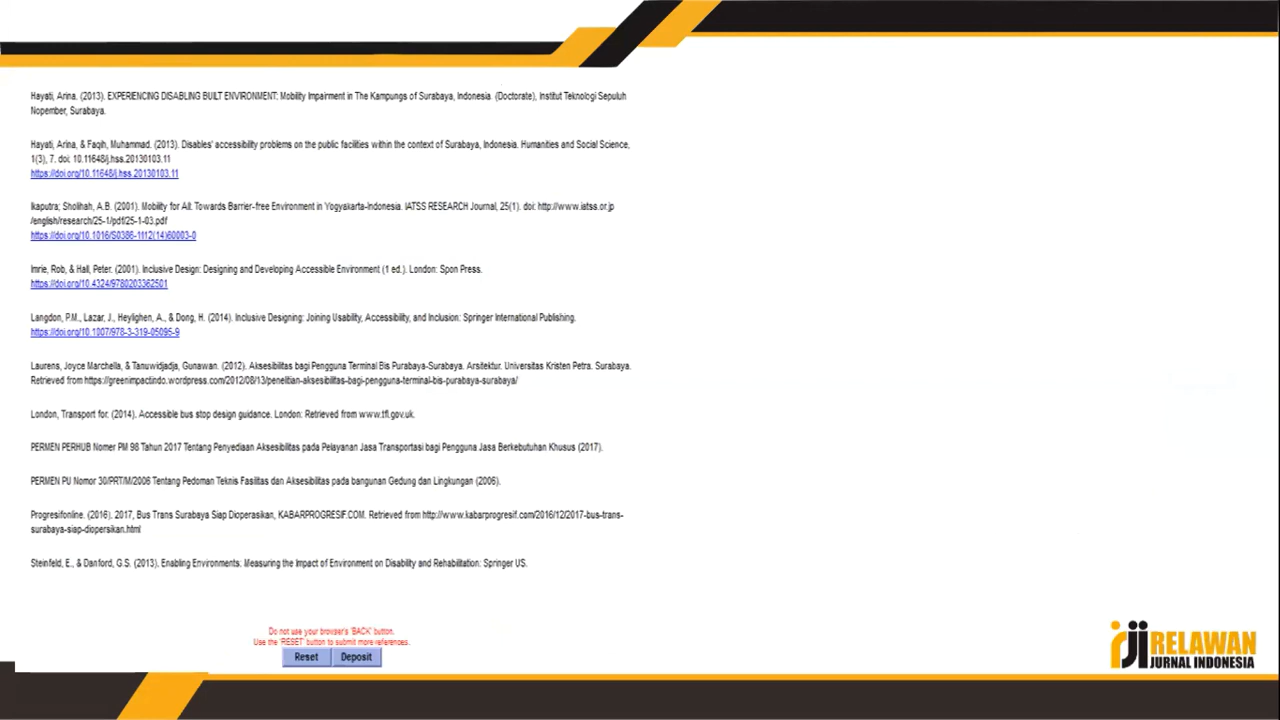 Hayati, Arina. (2013). EXPERIENCING DISABLING BUILT ENVIRONMENT: Mobility Impairment in The Kampungs of Surabaya, Indonesia. (Doctorate), Institut Teknologi Sepuluh
Nopember, Surabaya.
Hayati, Arina, & Faqih, Muhammad. (2013). Disables' accessibility problems on the public facilities within the context of Surabaya, Indonesia. Humanities and Social Science,
1(3), 7. doi: 10.11648/j.hss.20130103.11
https://doi.org/10.11648/j.hss.20130103.11
Ikaputra; Sholihah, A.B. (2001). Mobility for All: Towards Barrier-free Environment in Yogyakarta-Indonesia. IATSS RESEARCH Journal, 25(1). doi: http://www.iatss.or.jp
/english/research/25-1/pdf/25-1-03.pdf
https://doi.org/10.1016/S0386-1112(14)60003-0
Imrie, Rob, & Hall, Peter. (2001). Inclusive Design: Designing and Developing Accessible Environment (1 ed.). London: Spon Press.
https://doi.org/10.4324/9780203362501
Langdon, P.M., Lazar, J., Heylighen, A., & Dong, H. (2014). Inclusive Designing: Joining Usability, Accessibility, and Inclusion: Springer International Publishing.
https://doi.org/10.1007/978-3-319-05095-9
Laurens, Joyce Marchella, & Tanuwidjadja, Gunawan. (2012). Aksesibilitas bagi Pengguna Terminal Bis Purabaya-Surabaya. Arsitektur. Universitas Kristen Petra. Surabaya.
Retrieved from https://greenimpactindo.wordpress.com/2012/08/13/penelitian-aksesibilitas-bagi-pengguna-terminal-bis-purabaya-surabaya/
London, Transport for. (2014). Accessible bus stop design guidance. London: Retrieved from www.tfl.gov.uk.
PERMEN PERHUB Nomer PM 98 Tahun 2017 Tentang Penyediaan Aksesibilitas pada Pelayanan Jasa Transportasi bagi Pengguna Jasa Berkebutuhan Khusus (2017).
PERMEN PU Nomor 30/PRT/M/2006 Tentang Pedoman Teknis Fasilitas dan Aksesibilitas pada bangunan Gedung dan Lingkungan (2006).
Progresifonline. (2016). 2017, Bus Trans Surabaya Siap Dioperasikan, KABARPROGRESIF.COM. Retrieved from http://www.kabarprogresif.com/2016/12/2017-bus-trans-
surabaya-siap-diopersikan.html
Steinfeld, E., & Danford, G.S. (2013). Enabling Environments: Measuring the Impact of Environment on Disability and Rehabilitation: Springer US.
Do not use your browser's 'BACK' button.
Use the 'RESET' button to submit more references.
Reset Deposit
RJI RELAWAN
JURNAL INDONESIA